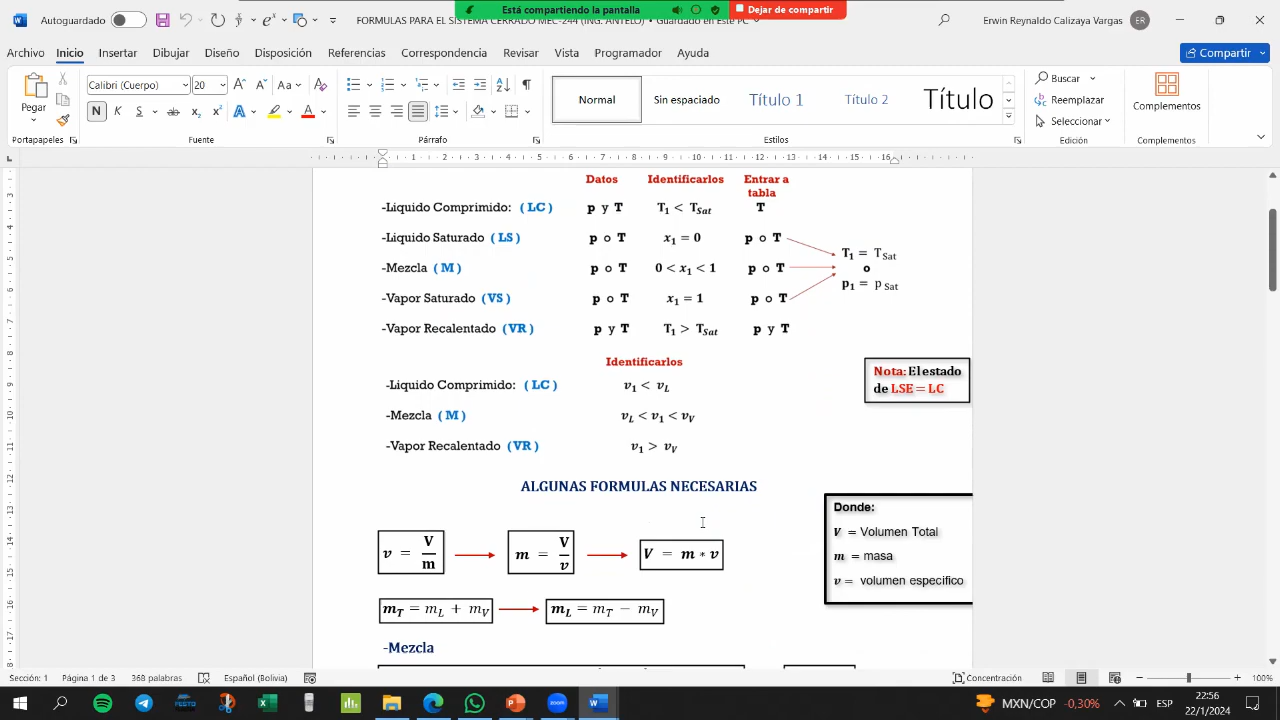 Está compartiendo la pantalla
Dejar de compartir
Autoguardado
FORMULAS PARA EL SISTEMA CERRADO MEC-244 (ING. ANTELO) • Guardado en Este PC
Erwin Reynaldo Calizaya Vargas ER
Archivo Inicio Insertar Dibujar Diseño Disposición Referencias Correspondencia Revisar Vista Programador Ayuda Compartir
Pegar
Calibri (Cuerpo) 20
Normal
Sin espaciado
Título 1
Título 2
Título
Buscar
Reemplazar
Seleccionar
Complementos
Portapapeles Fuente Párrafo Estilos Edición Complementos
Datos Identificarlos Entrar a
tabla
-Liquido Comprimido: ( LC ) p y T T₁ < T_Sat T
-Liquido Saturado ( LS ) p o T x₁ = 0 p o T
-Mezcla ( M ) p o T 0 < x₁ < 1 p o T
-Vapor Saturado ( VS ) p o T x₁ = 1 p o T
-Vapor Recalentado ( VR ) p y T T₁ > T_Sat p y T
T₁ = T_Sat
o
p₁ = p_Sat
Identificarlos
-Liquido Comprimido: ( LC ) v₁ < v_L
-Mezcla ( M ) v_L < v₁ < v_V
-Vapor Recalentado ( VR ) v₁ > v_V
Nota: El estado
de LSE = LC
ALGUNAS FORMULAS NECESARIAS
v = V/m
m = V/v
V = m * v
m_T = m_L + m_V
m_L = m_T − m_V
Donde:
V = Volumen Total
m = masa
v = volumen especifico
-Mezcla
Sección: 1 Página 1 de 3 368 palabras Español (Bolivia) Concentración 100%
MXN/COP -0,30% ESP 22:56
22/1/2024